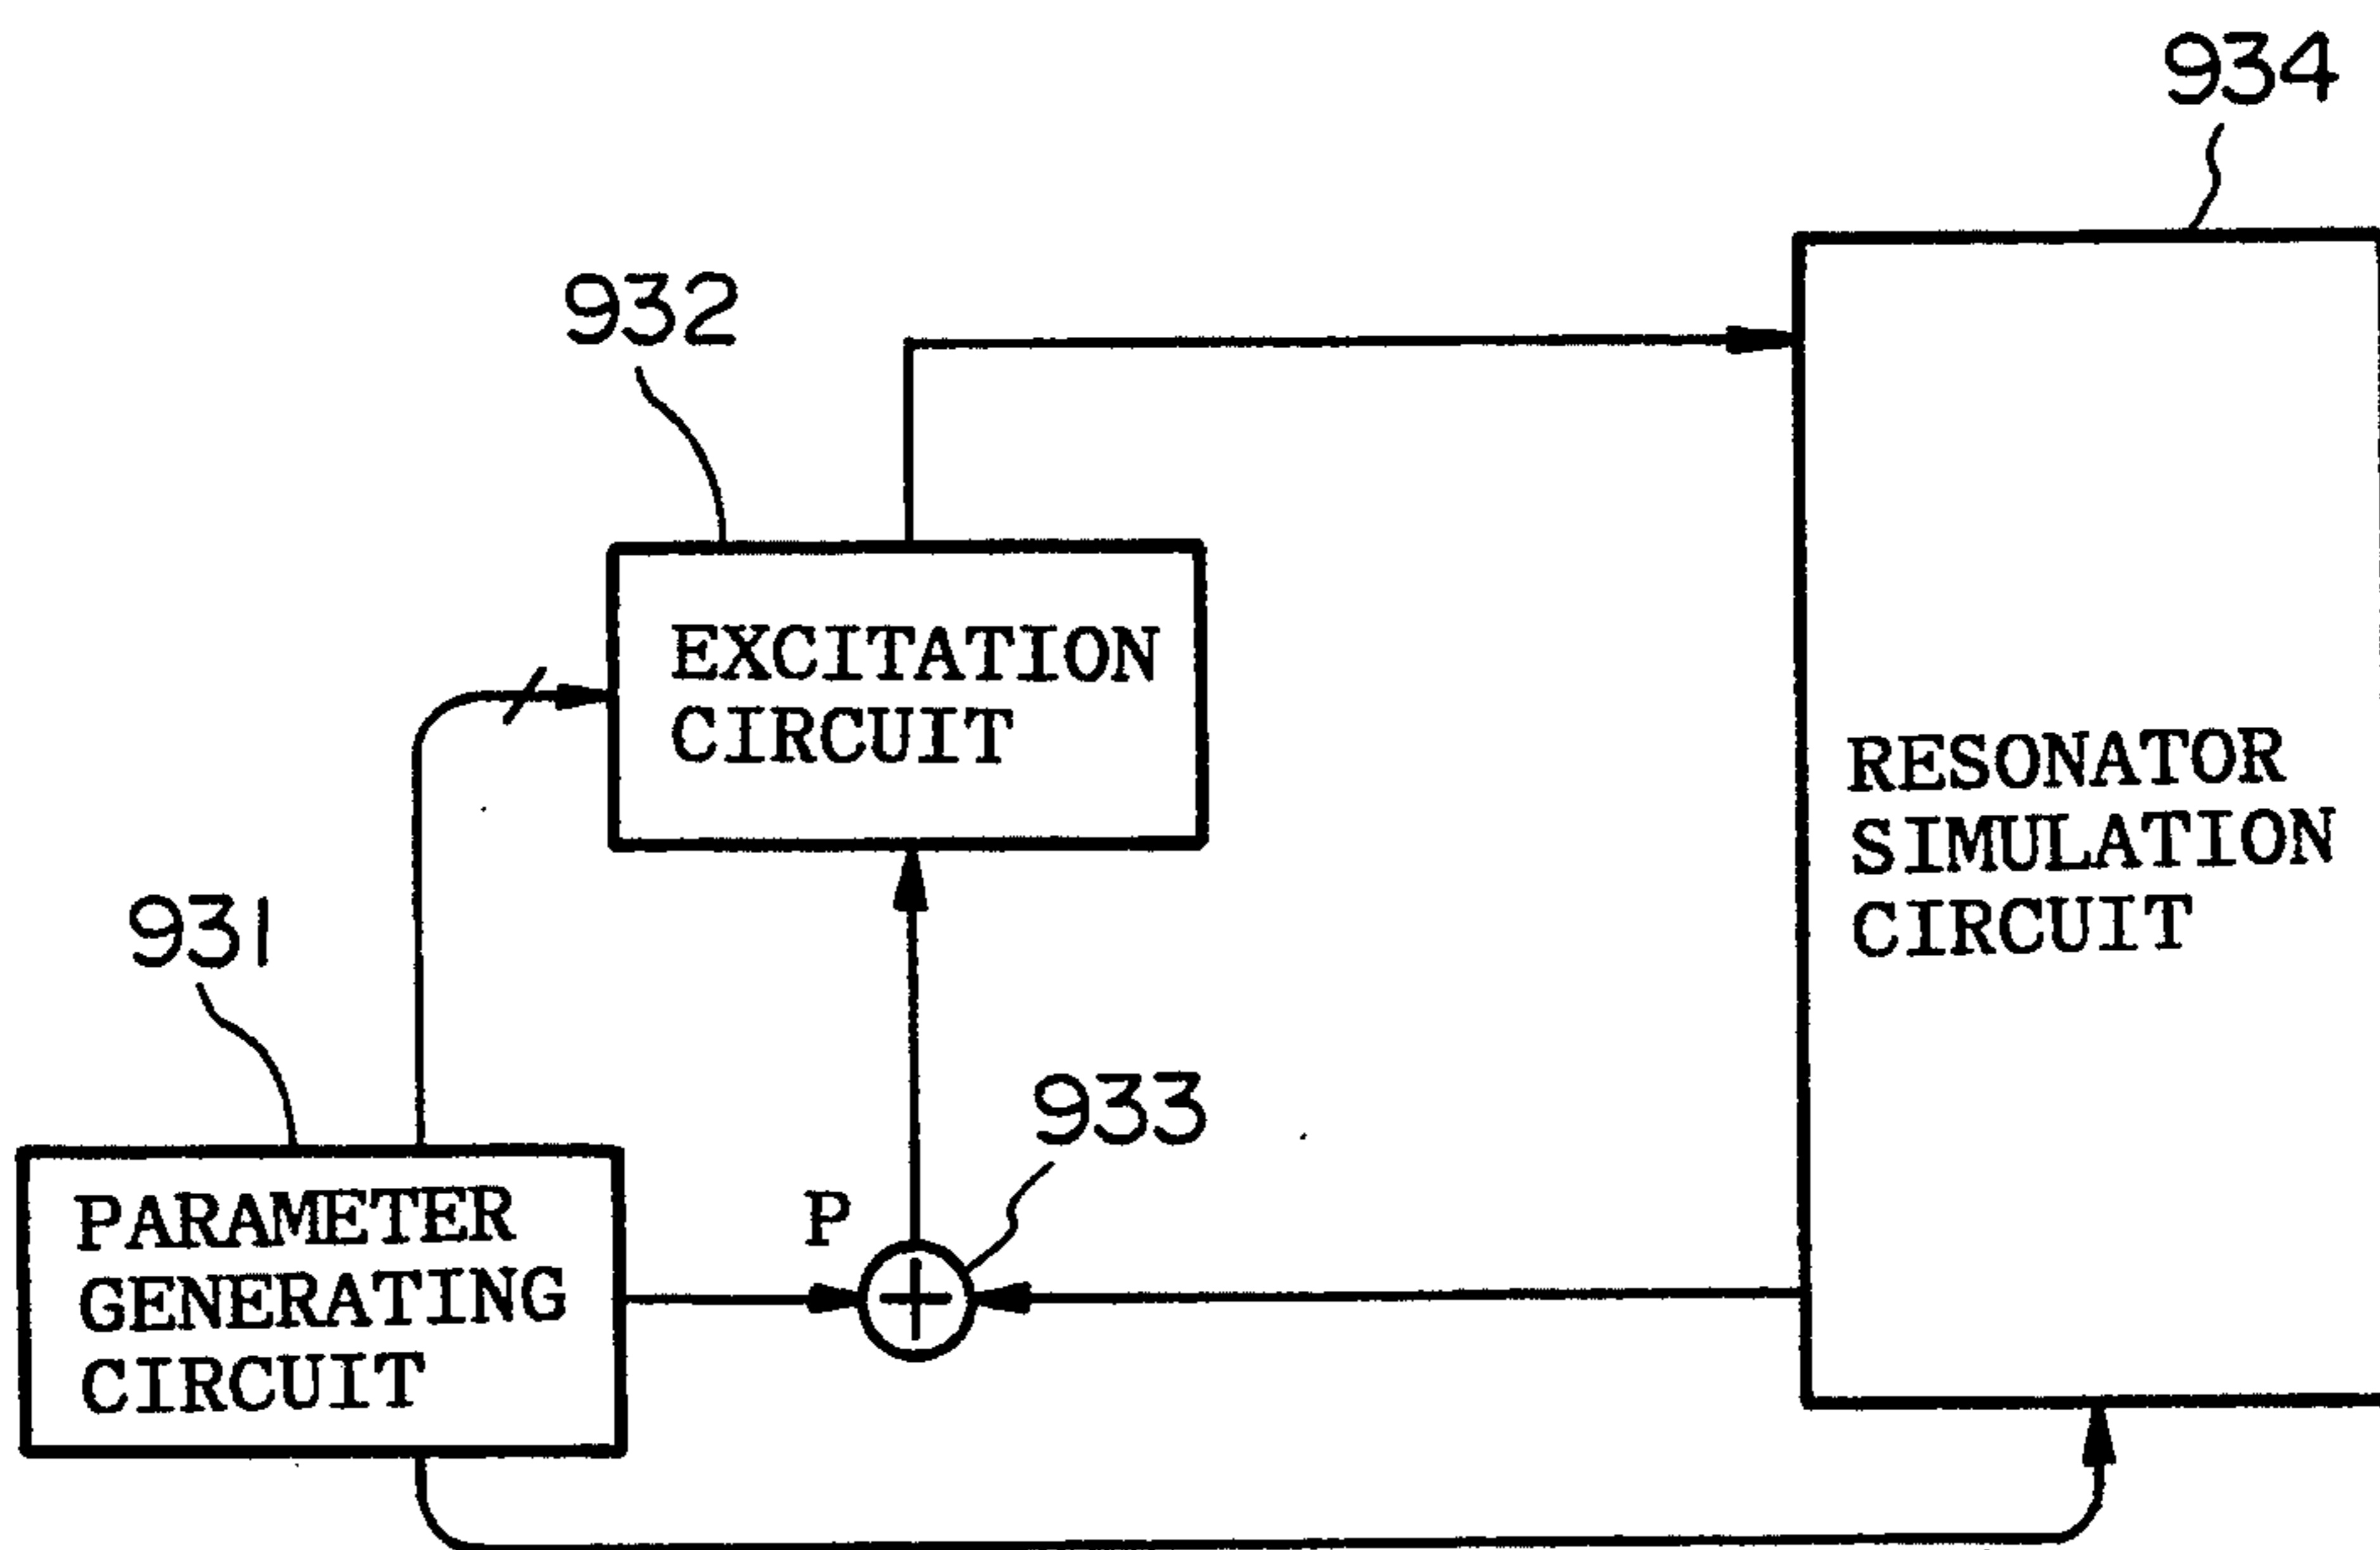 934
932
EXCITATION
CIRCUIT
RESONATOR
SIMULATION
CIRCUIT
931
933
PARAMETER
GENERATING
CIRCUIT
P